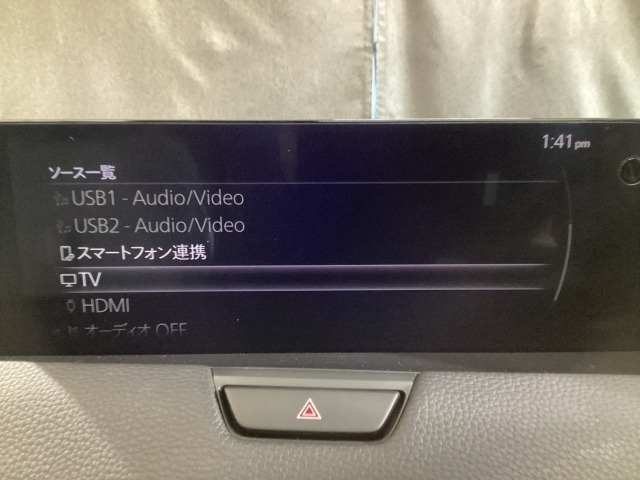 1:41 pm
ソース一覧
USB1 - Audio/Video
USB2 - Audio/Video
スマートフォン連携
TV
HDMI
オーディオ OFF